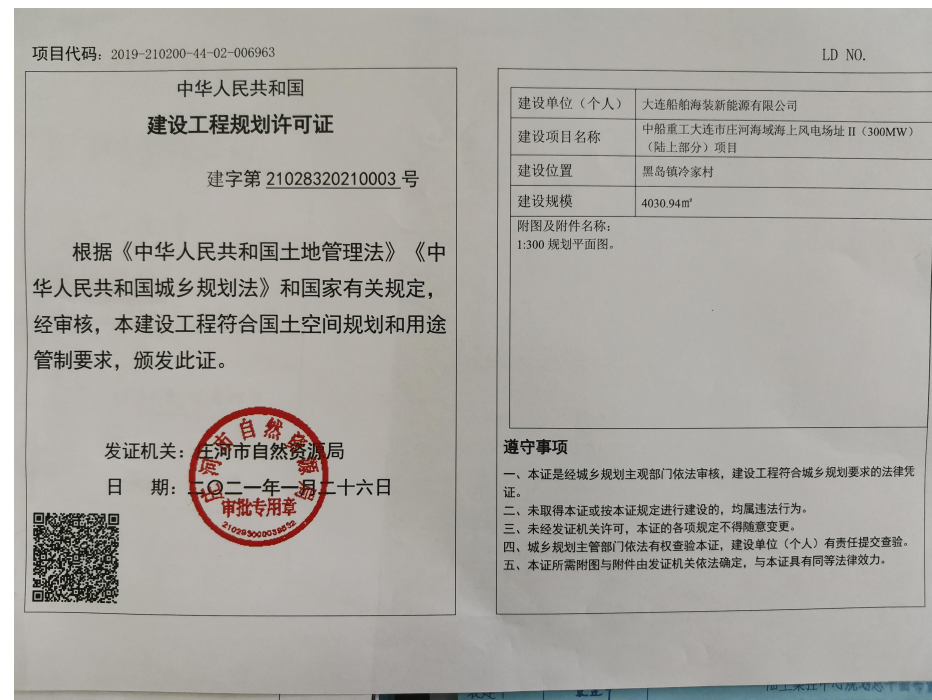 项目代码：2019-210200-44-02-006963
LD NO.
中华人民共和国
建设工程规划许可证
建字第 21028320210003 号
根据《中华人民共和国土地管理法》《中
华人民共和国城乡规划法》和国家有关规定，
经审核，本建设工程符合国土空间规划和用途
管制要求，颁发此证。
发证机关：庄河市自然资源局
日 期：二〇二一年一月二十六日
庄河市自然资源局
审批专用章
建设单位（个人） 大连船舶海装新能源有限公司
建设项目名称 中船重工大连市庄河海域海上风电场址 II（300MW）
（陆上部分）项目
建设位置 黑岛镇冷家村
建设规模 4030.94㎡
附图及附件名称：
1:300 规划平面图。
遵守事项
一、本证是经城乡规划主观部门依法审核，建设工程符合城乡规划要求的法律凭
证。
二、未取得本证或按本证规定进行建设的，均属违法行为。
三、未经发证机关许可，本证的各项规定不得随意变更。
四、城乡规划主管部门依法有权查验本证，建设单位（个人）有责任提交查验。
五、本证所需附图与附件由发证机关依法确定，与本证具有同等法律效力。